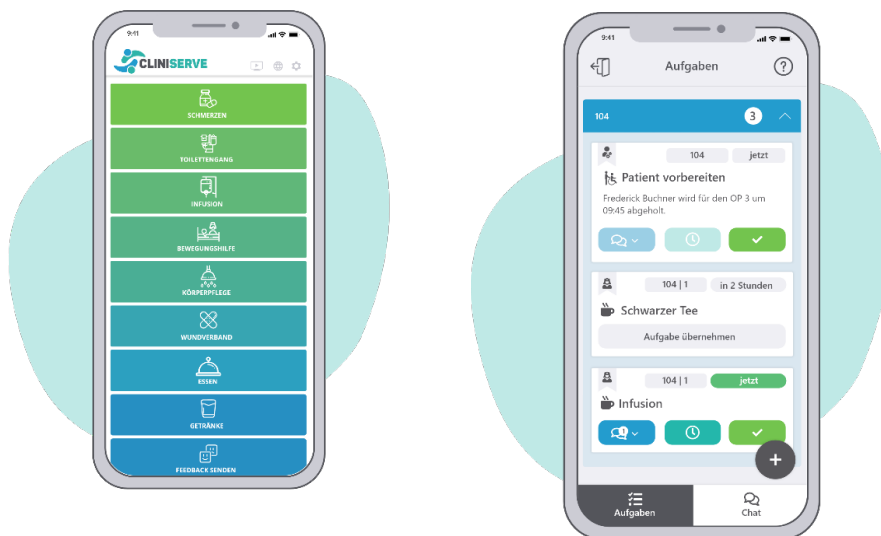 9:41
CLINISERVE
SCHMERZEN
TOILETTENGANG
INFUSION
BEWEGUNGSHILFE
KÖRPERPFLEGE
WUNDVERBAND
ESSEN
GETRÄNKE
FEEDBACK SENDEN
9:41
Aufgaben
?
104
3
104
jetzt
Patient vorbereiten
Frederick Buchner wird für den OP 3 um
09:45 abgeholt.
104 | 1
in 2 Stunden
Schwarzer Tee
Aufgabe übernehmen
104 | 1
jetzt
Infusion
1
+
Aufgaben
Chat